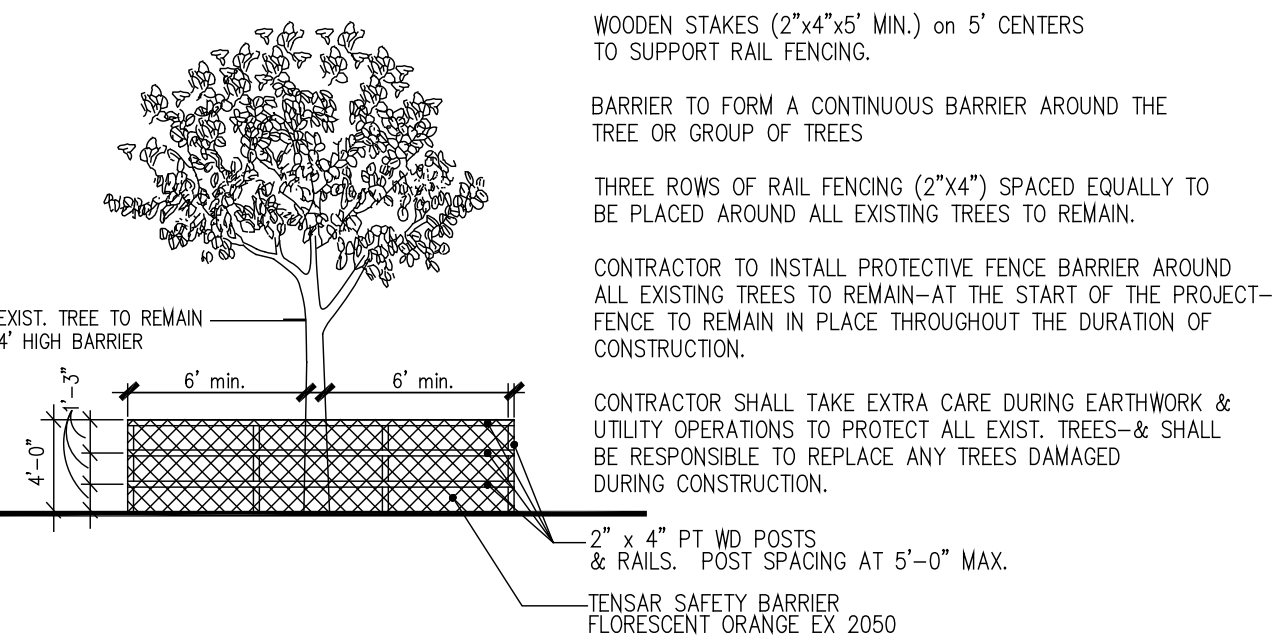 WOODEN STAKES (2"x4"x5' MIN.) on 5' CENTERS
TO SUPPORT RAIL FENCING.
BARRIER TO FORM A CONTINUOUS BARRIER AROUND THE
TREE OR GROUP OF TREES
THREE ROWS OF RAIL FENCING (2"X4") SPACED EQUALLY TO
BE PLACED AROUND ALL EXISTING TREES TO REMAIN.
CONTRACTOR TO INSTALL PROTECTIVE FENCE BARRIER AROUND
ALL EXISTING TREES TO REMAIN-AT THE START OF THE PROJECT-
FENCE TO REMAIN IN PLACE THROUGHOUT THE DURATION OF
CONSTRUCTION.
CONTRACTOR SHALL TAKE EXTRA CARE DURING EARTHWORK &
UTILITY OPERATIONS TO PROTECT ALL EXIST. TREES-& SHALL
BE RESPONSIBLE TO REPLACE ANY TREES DAMAGED
DURING CONSTRUCTION.
EXIST. TREE TO REMAIN
4' HIGH BARRIER
6' min.
6' min.
1'-3"
4'-0"
2" x 4" PT WD POSTS
& RAILS. POST SPACING AT 5'-0" MAX.
TENSAR SAFETY BARRIER
FLORESCENT ORANGE EX 2050